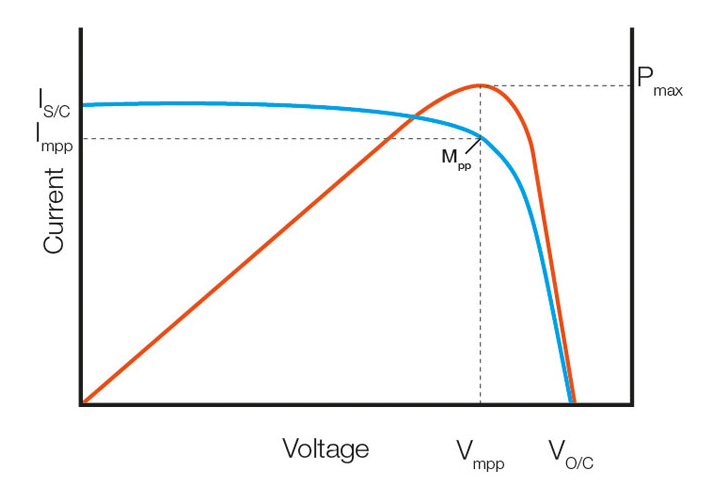 I S/C
I mpp
Current
P max
M pp
Voltage
V mpp
V O/C